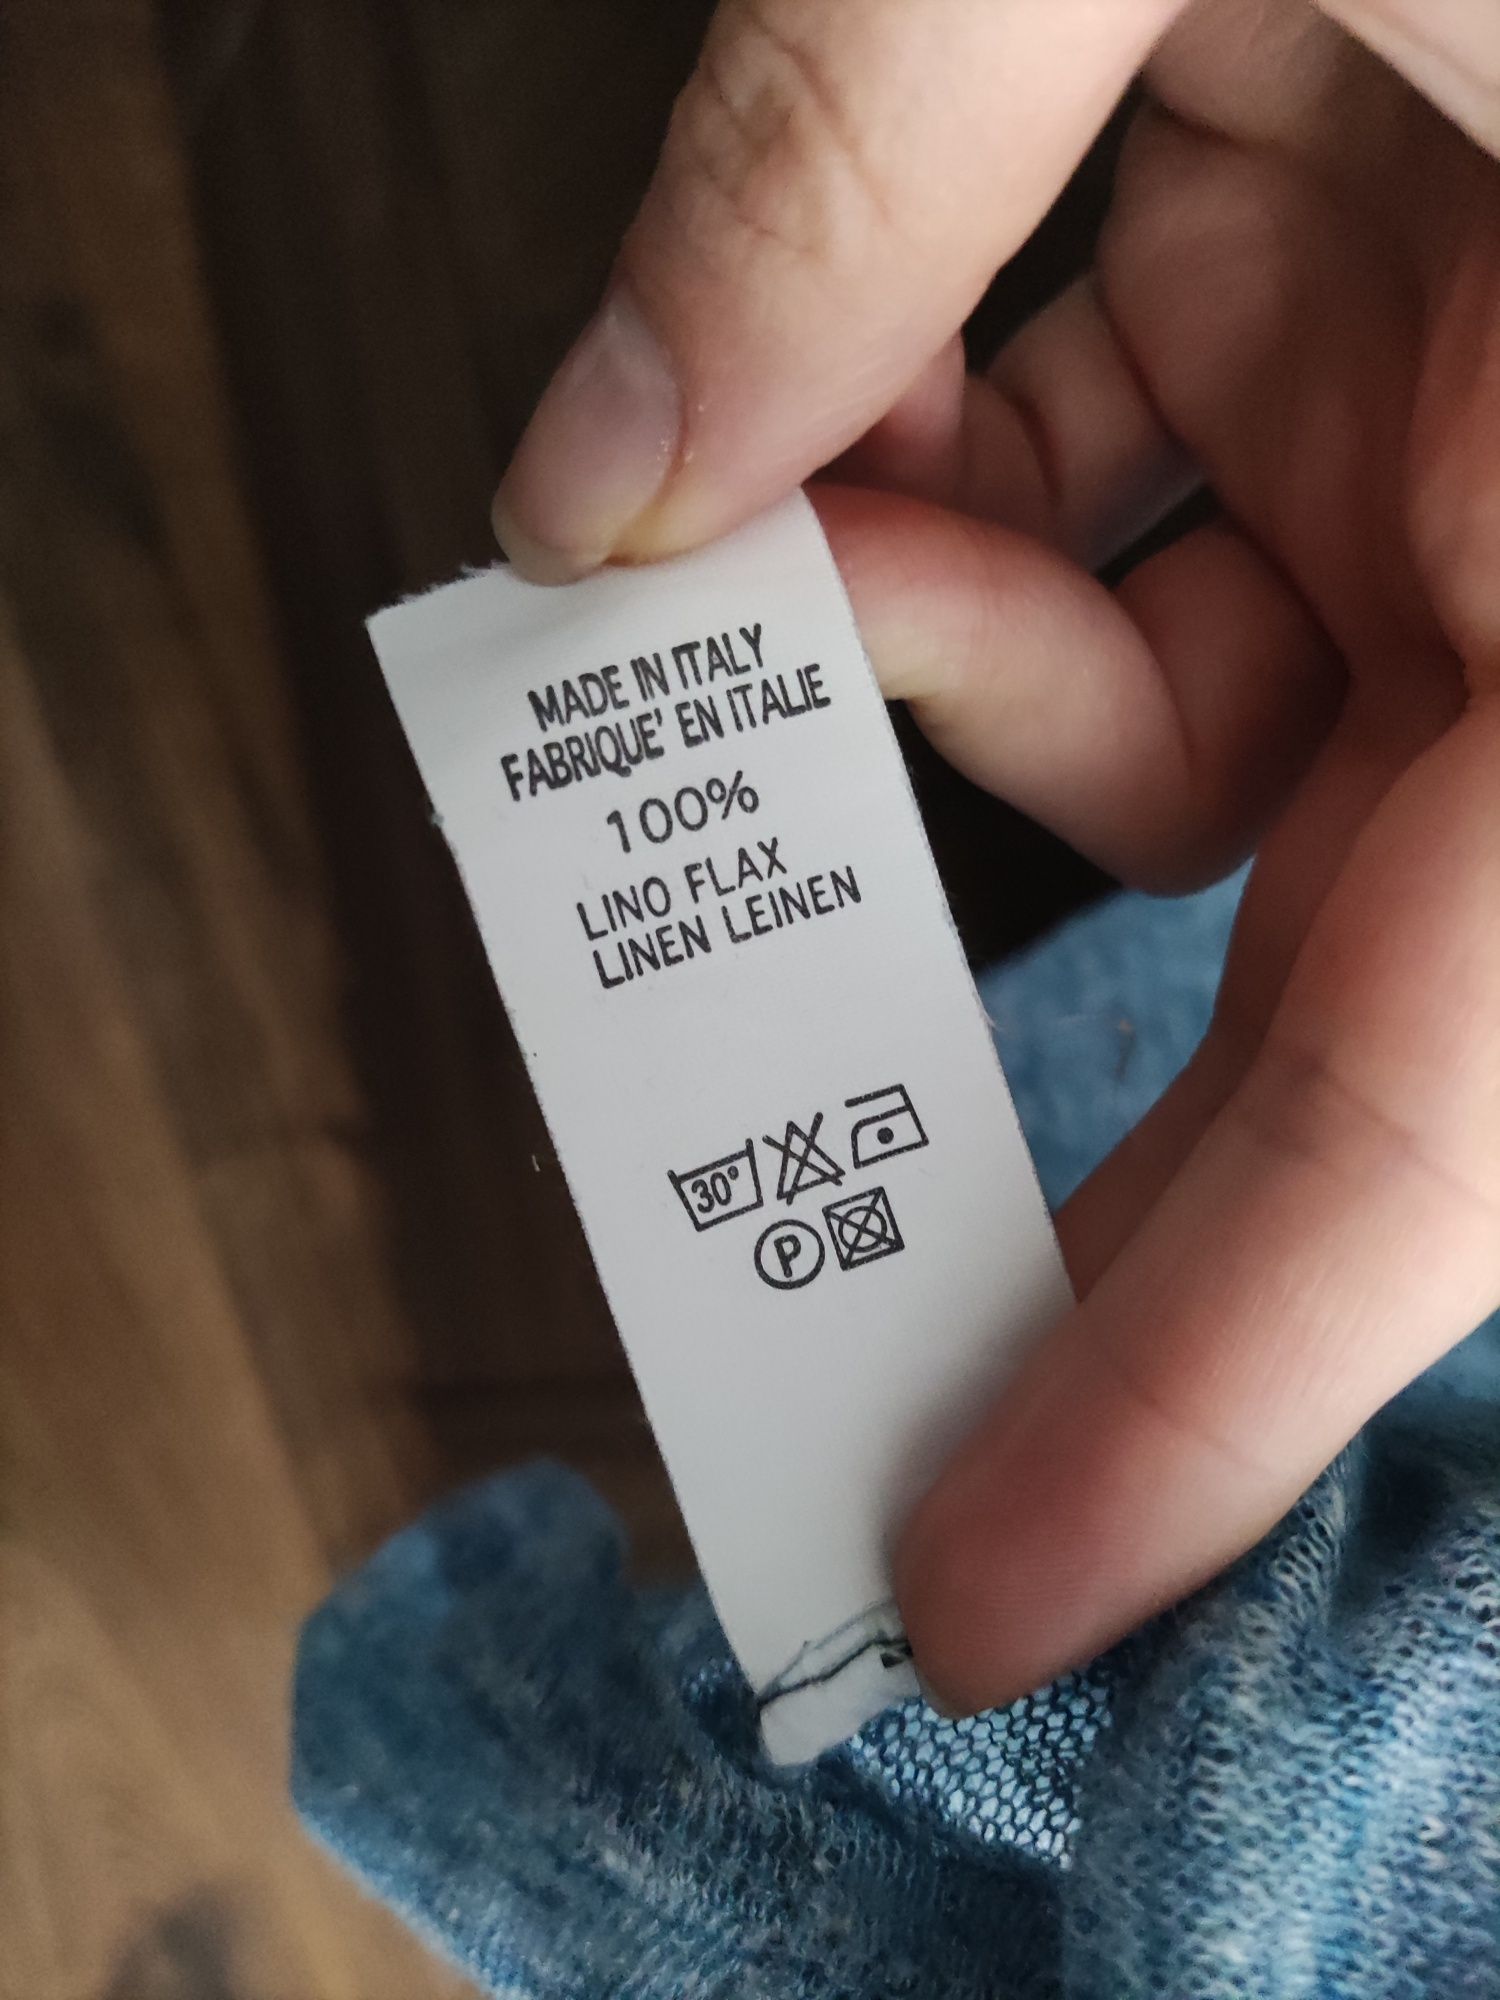 MADE IN ITALY
FABRIQUE' EN ITALIE
100%
LINO FLAX
LINEN LEINEN
30°
P